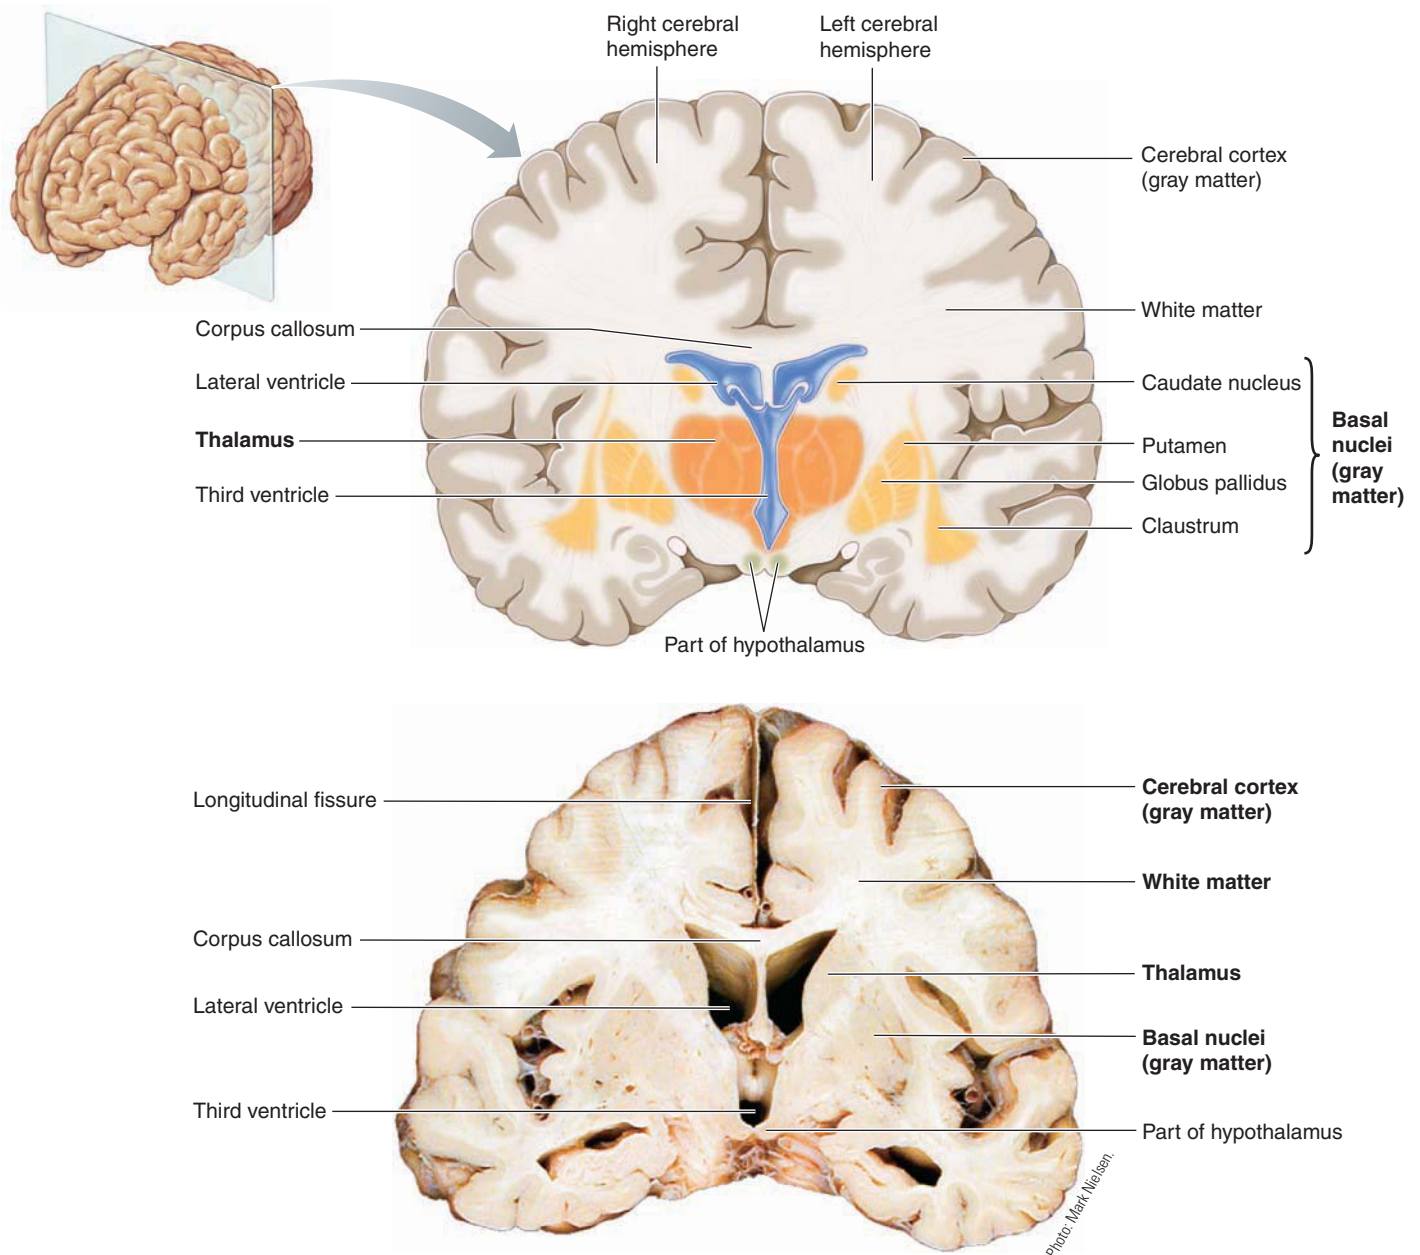 Right cerebral
hemisphere
Left cerebral
hemisphere
Cerebral cortex
(gray matter)
Corpus callosum
White matter
Lateral ventricle
Caudate nucleus
Thalamus
Putamen
Third ventricle
Globus pallidus
Claustrum
Basal
nuclei
(gray
matter)
Part of hypothalamus
Longitudinal fissure
Cerebral cortex
(gray matter)
White matter
Corpus callosum
Thalamus
Lateral ventricle
Basal nuclei
(gray matter)
Third ventricle
Part of hypothalamus
Photo: Mark Nielsen.